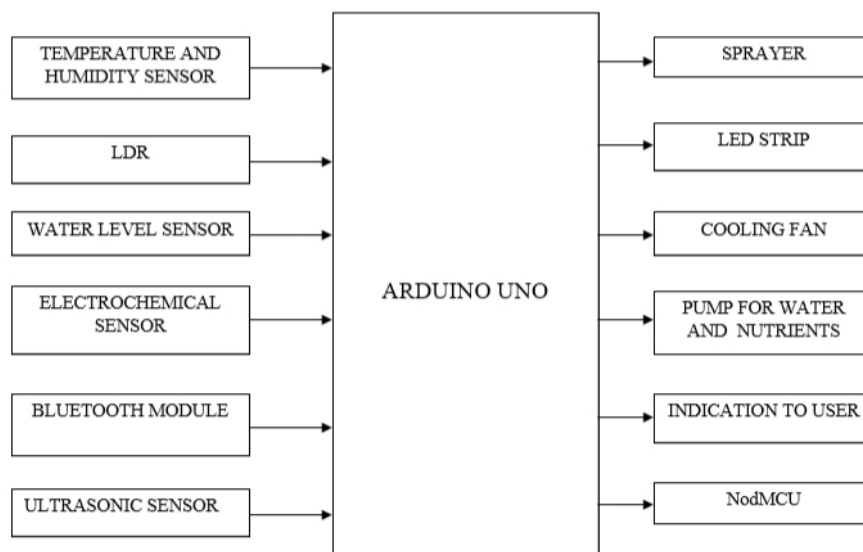 TEMPERATURE AND
HUMIDITY SENSOR
LDR
WATER LEVEL SENSOR
ELECTROCHEMICAL
SENSOR
BLUETOOTH MODULE
ULTRASONIC SENSOR
ARDUINO UNO
SPRAYER
LED STRIP
COOLING FAN
PUMP FOR WATER
AND NUTRIENTS
INDICATION TO USER
NodMCU